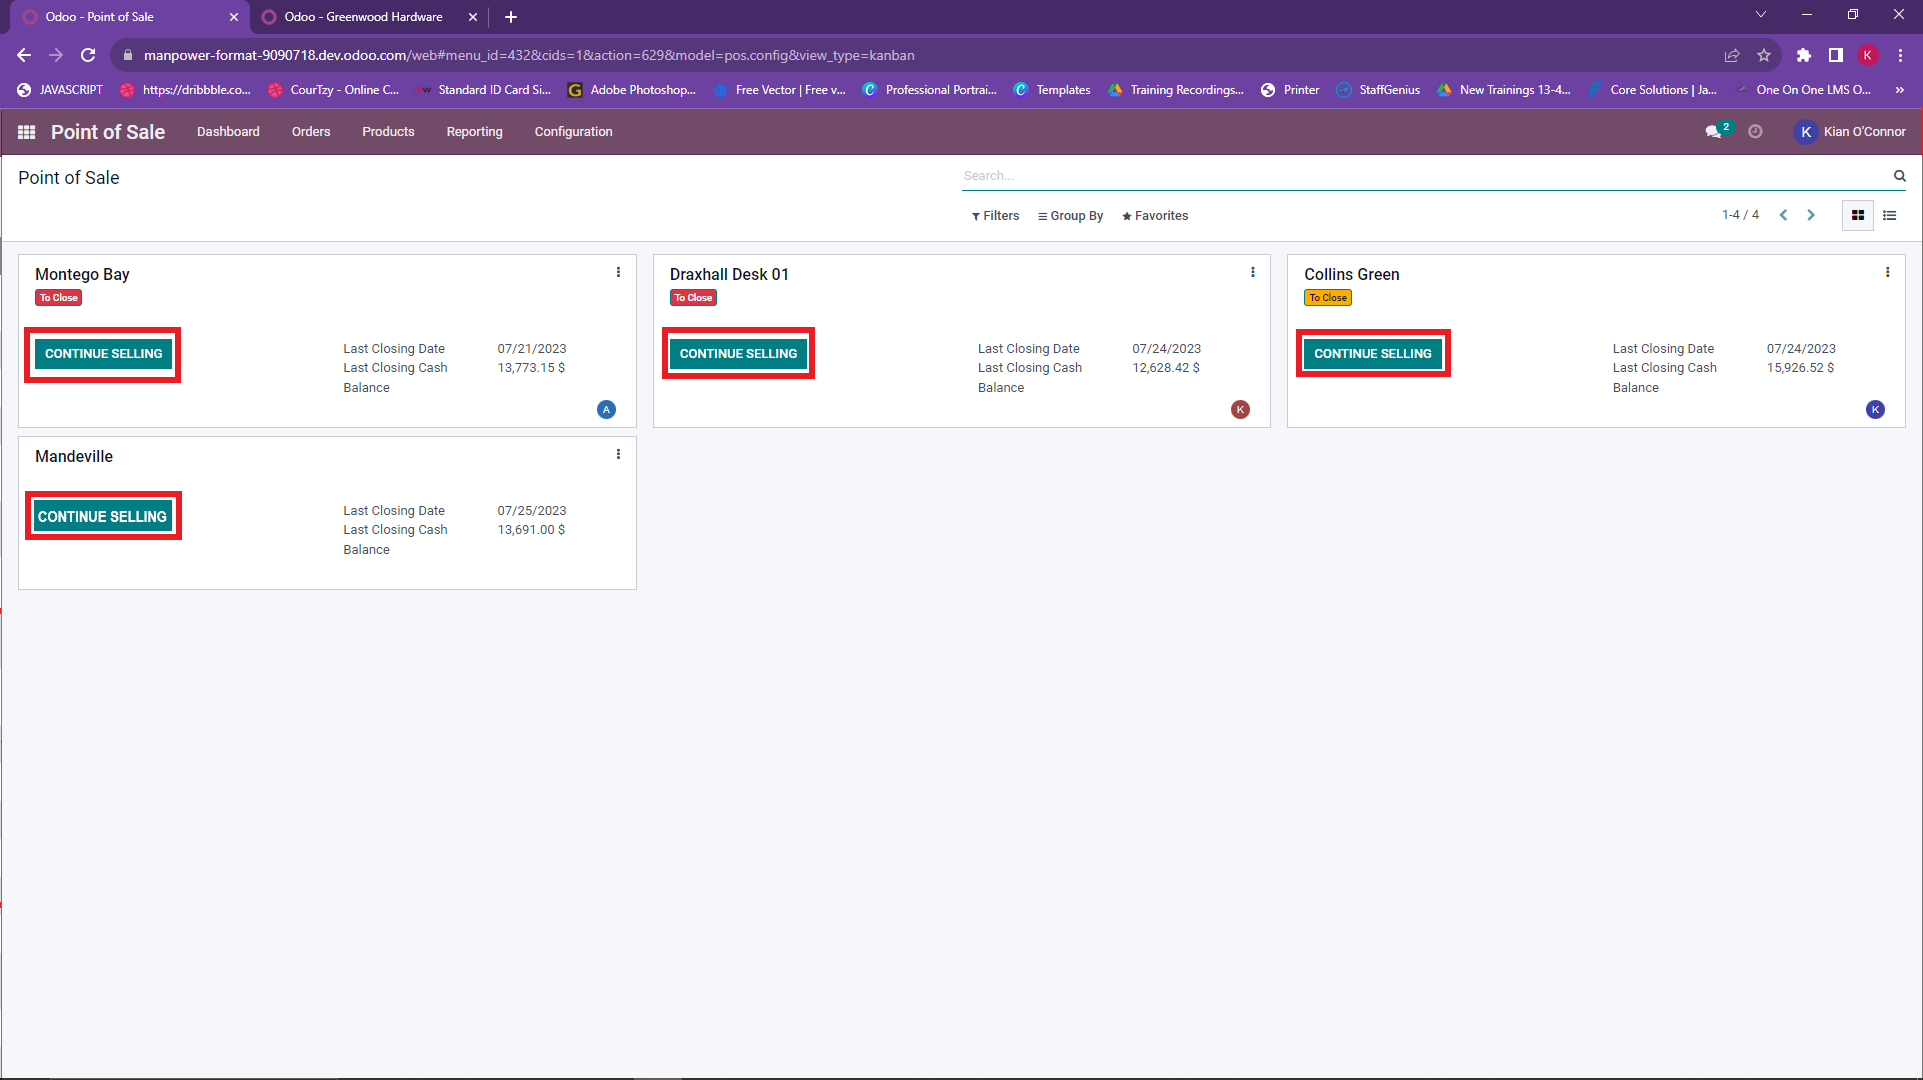 Odoo - Point of Sale
Odoo - Greenwood Hardware
manpower-format-9090718.dev.odoo.com/web#menu_id=432&cids=1&action=629&model=pos.config&view_type=kanban
K
JAVASCRIPT
https://dribbble.co...
CourTzy - Online C...
Standard ID Card Si...
Adobe Photoshop...
Free Vector | Free v...
Professional Portrai...
Templates
Training Recordings...
Printer
StaffGenius
New Trainings 13-4...
Core Solutions | Ja...
One On One LMS O...
»
Point of Sale
Dashboard
Orders
Products
Reporting
Configuration
2
K
Kian O'Connor
Point of Sale
Search...
Filters
Group By
Favorites
1-4 / 4
Montego Bay
To Close
CONTINUE SELLING
Last Closing Date 07/21/2023
Last Closing Cash 13,773.15 $
Balance
A
Draxhall Desk 01
To Close
CONTINUE SELLING
Last Closing Date 07/24/2023
Last Closing Cash 12,628.42 $
Balance
K
Collins Green
To Close
CONTINUE SELLING
Last Closing Date 07/24/2023
Last Closing Cash 15,926.52 $
Balance
K
Mandeville
CONTINUE SELLING
Last Closing Date 07/25/2023
Last Closing Cash 13,691.00 $
Balance